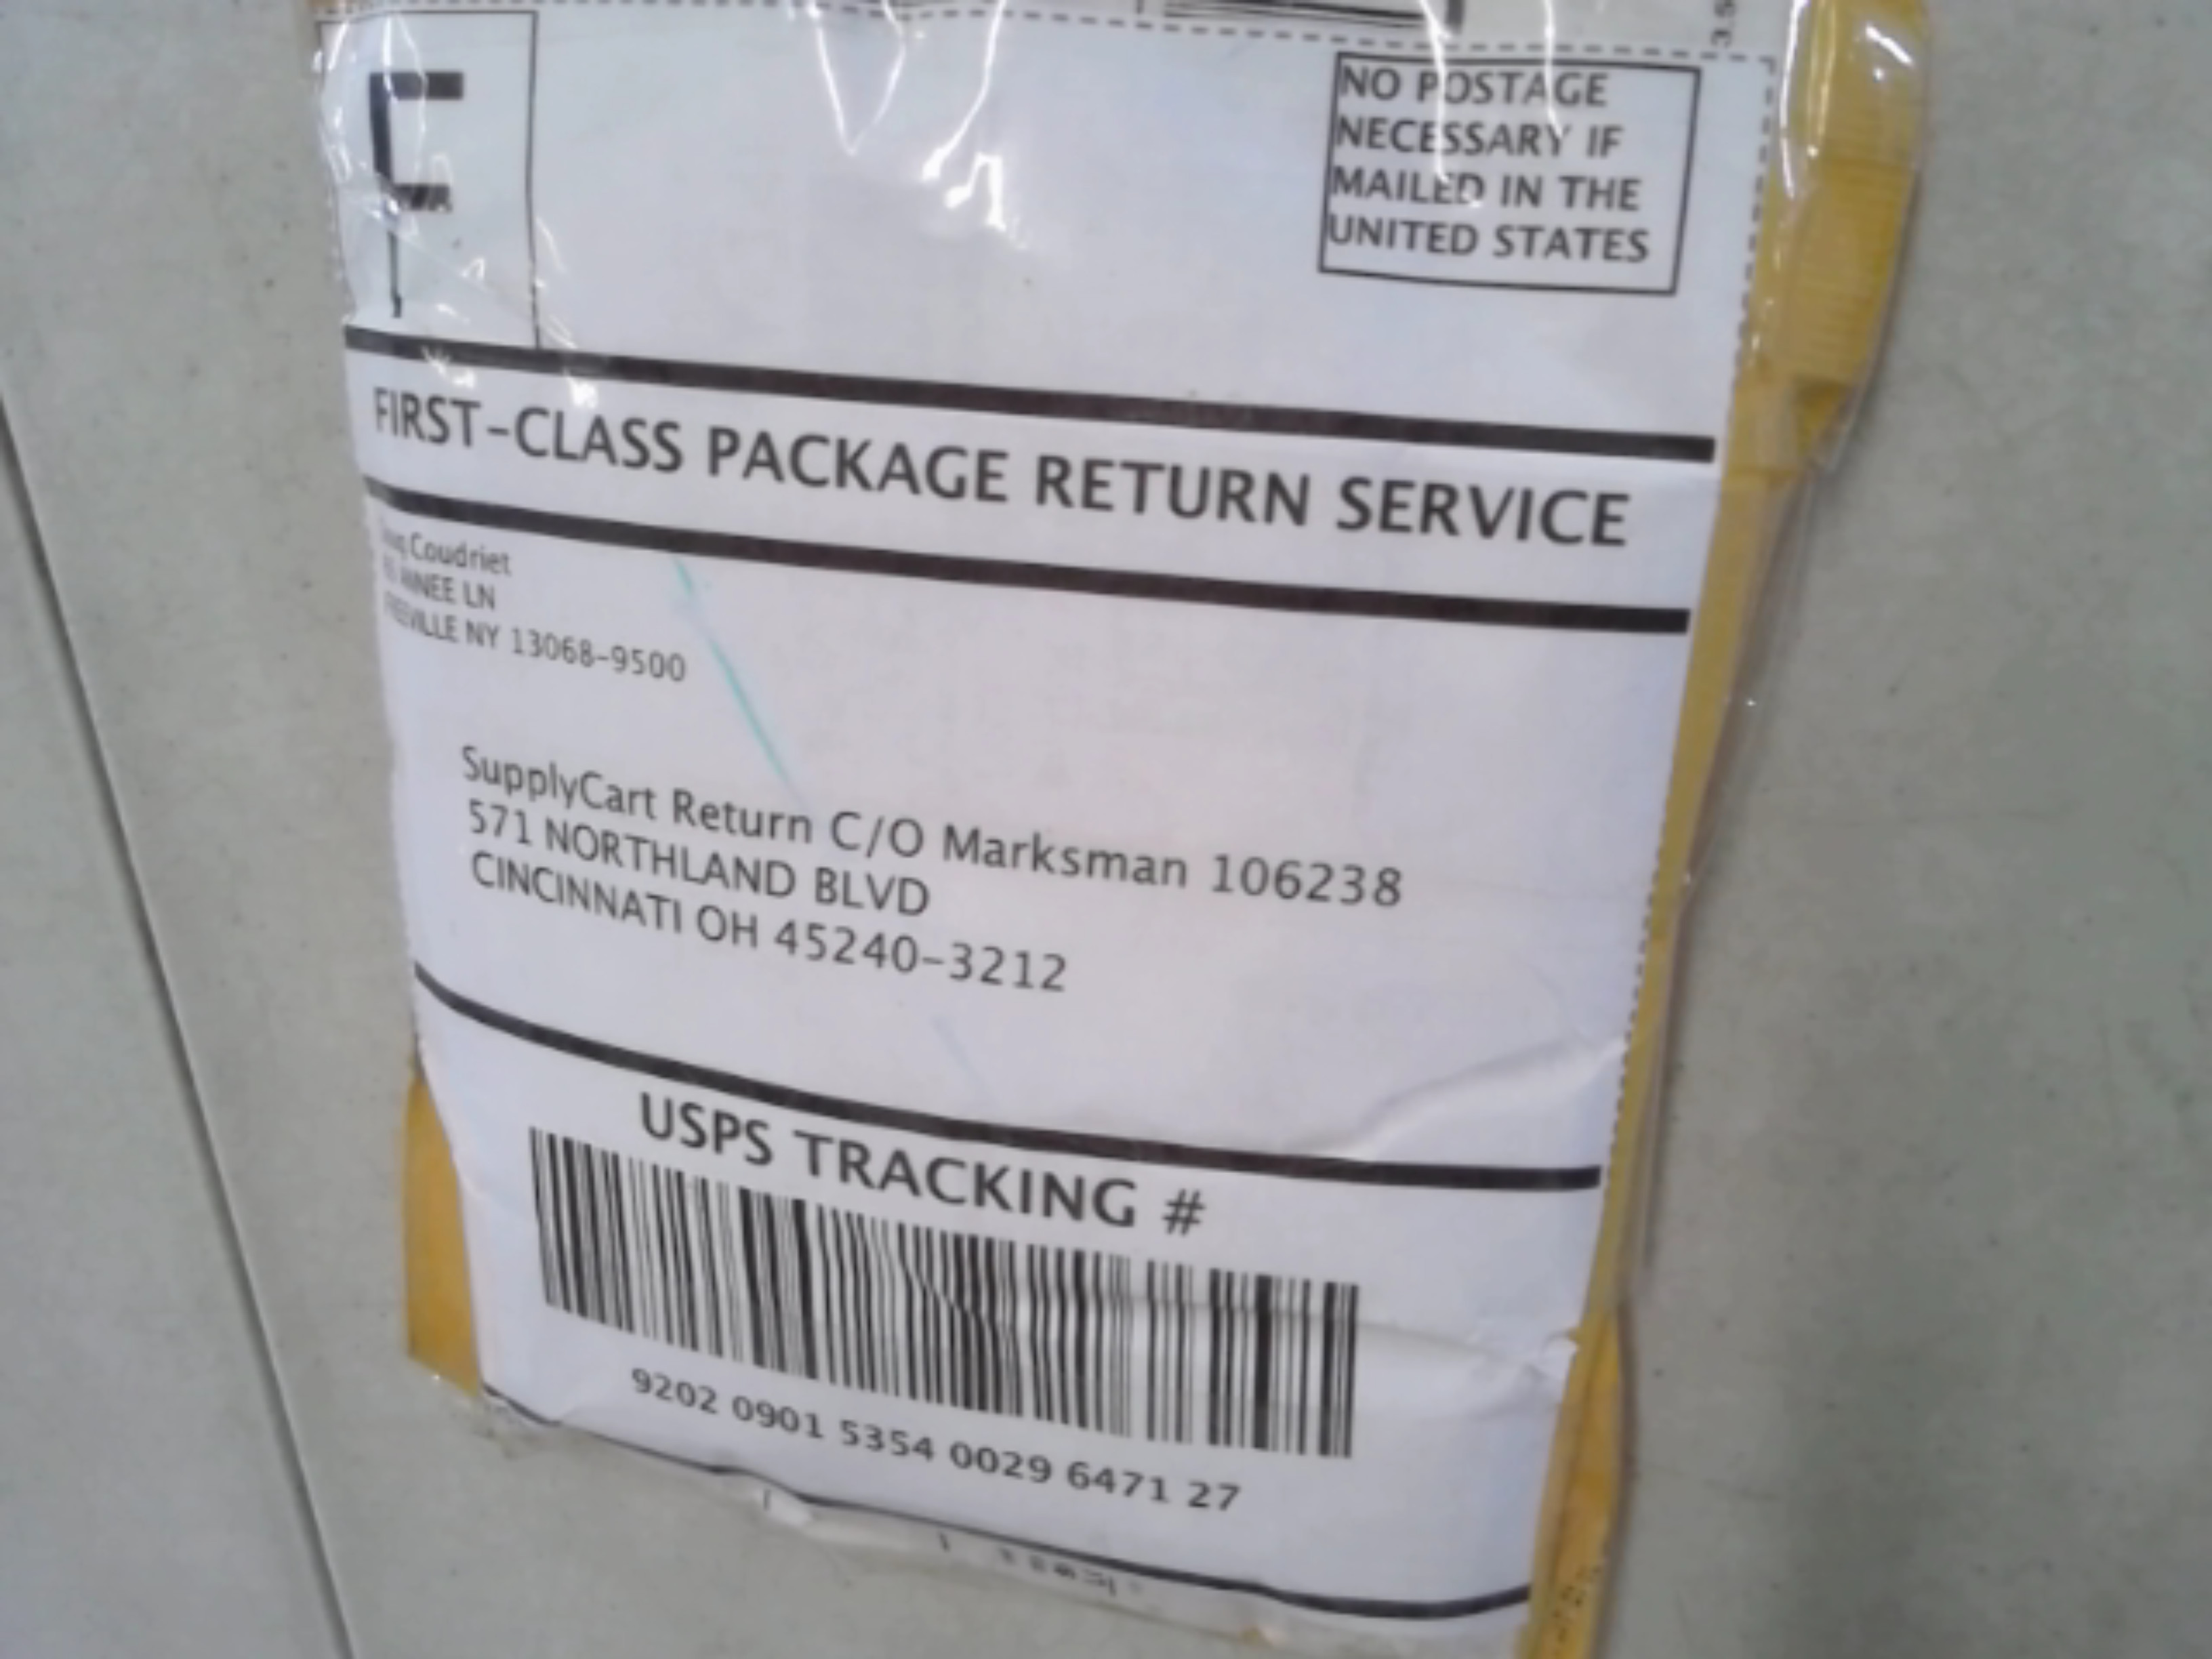 F
NO POSTAGE
NECESSARY IF
MAILED IN THE
UNITED STATES
FIRST-CLASS PACKAGE RETURN SERVICE
Coudriet
LN
NY 13068-9500
SupplyCart Return C/O Marksman 106238
571 NORTHLAND BLVD
CINCINNATI OH 45240-3212
USPS TRACKING #
9202 0901 5354 0029 6471 27